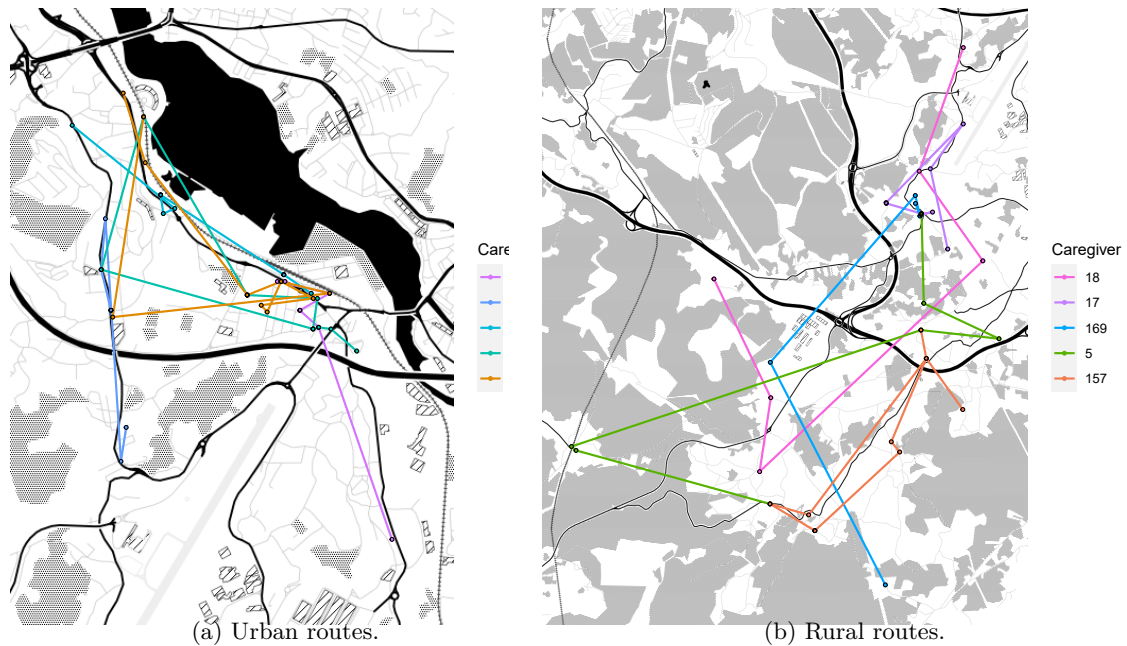 Care
Caregiver
18
17
169
5
157
(a) Urban routes.
(b) Rural routes.